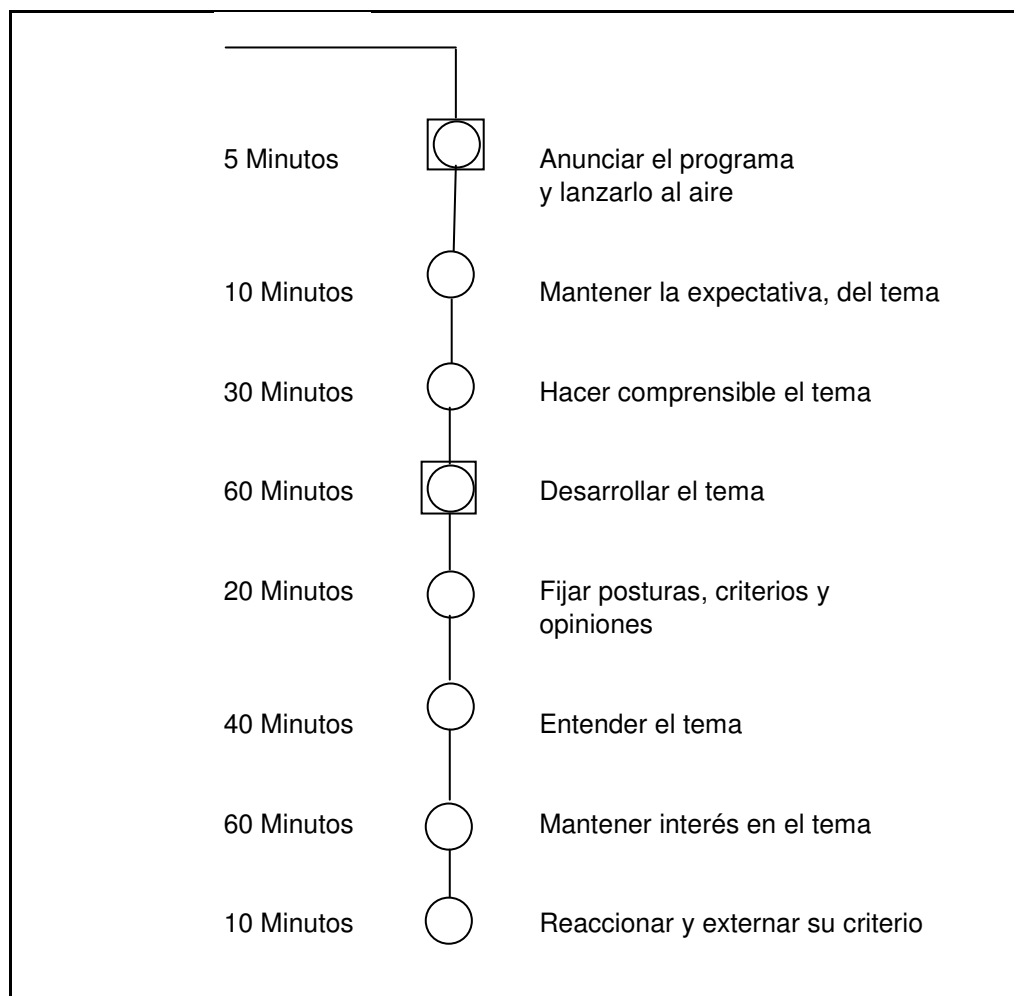 5 Minutos
Anunciar el programa
y lanzarlo al aire
10 Minutos
Mantener la expectativa, del tema
30 Minutos
Hacer comprensible el tema
60 Minutos
Desarrollar el tema
20 Minutos
Fijar posturas, criterios y
opiniones
40 Minutos
Entender el tema
60 Minutos
Mantener interés en el tema
10 Minutos
Reaccionar y externar su criterio